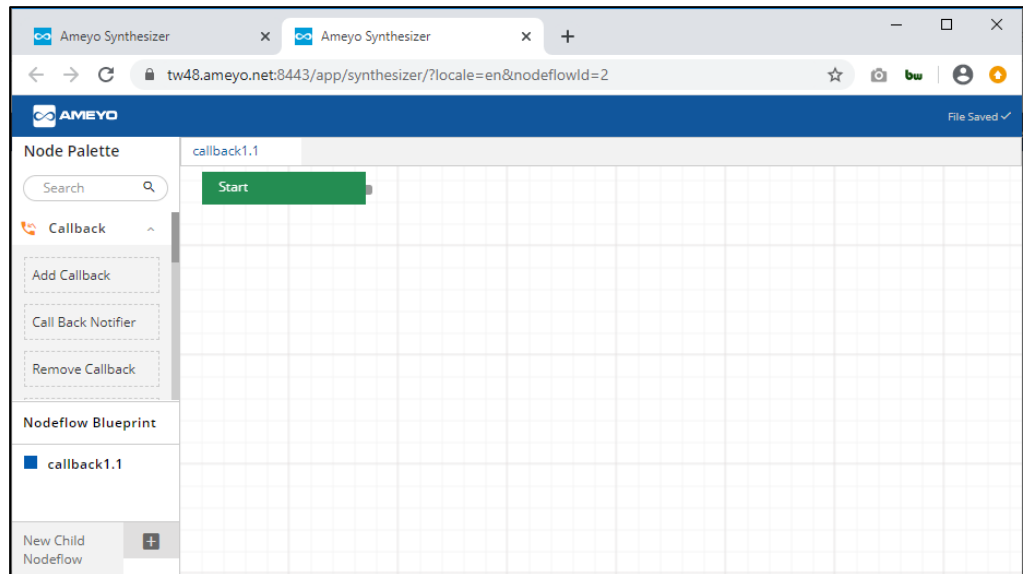 Ameyo Synthesizer
Ameyo Synthesizer
tw48.ameyo.net:8443/app/synthesizer/?locale=en&nodeflowId=2
bw
AMEYO
File Saved ✓
Node Palette
callback1.1
Search
Start
Callback
Add Callback
Call Back Notifier
Remove Callback
Nodeflow Blueprint
callback1.1
New Child
Nodeflow